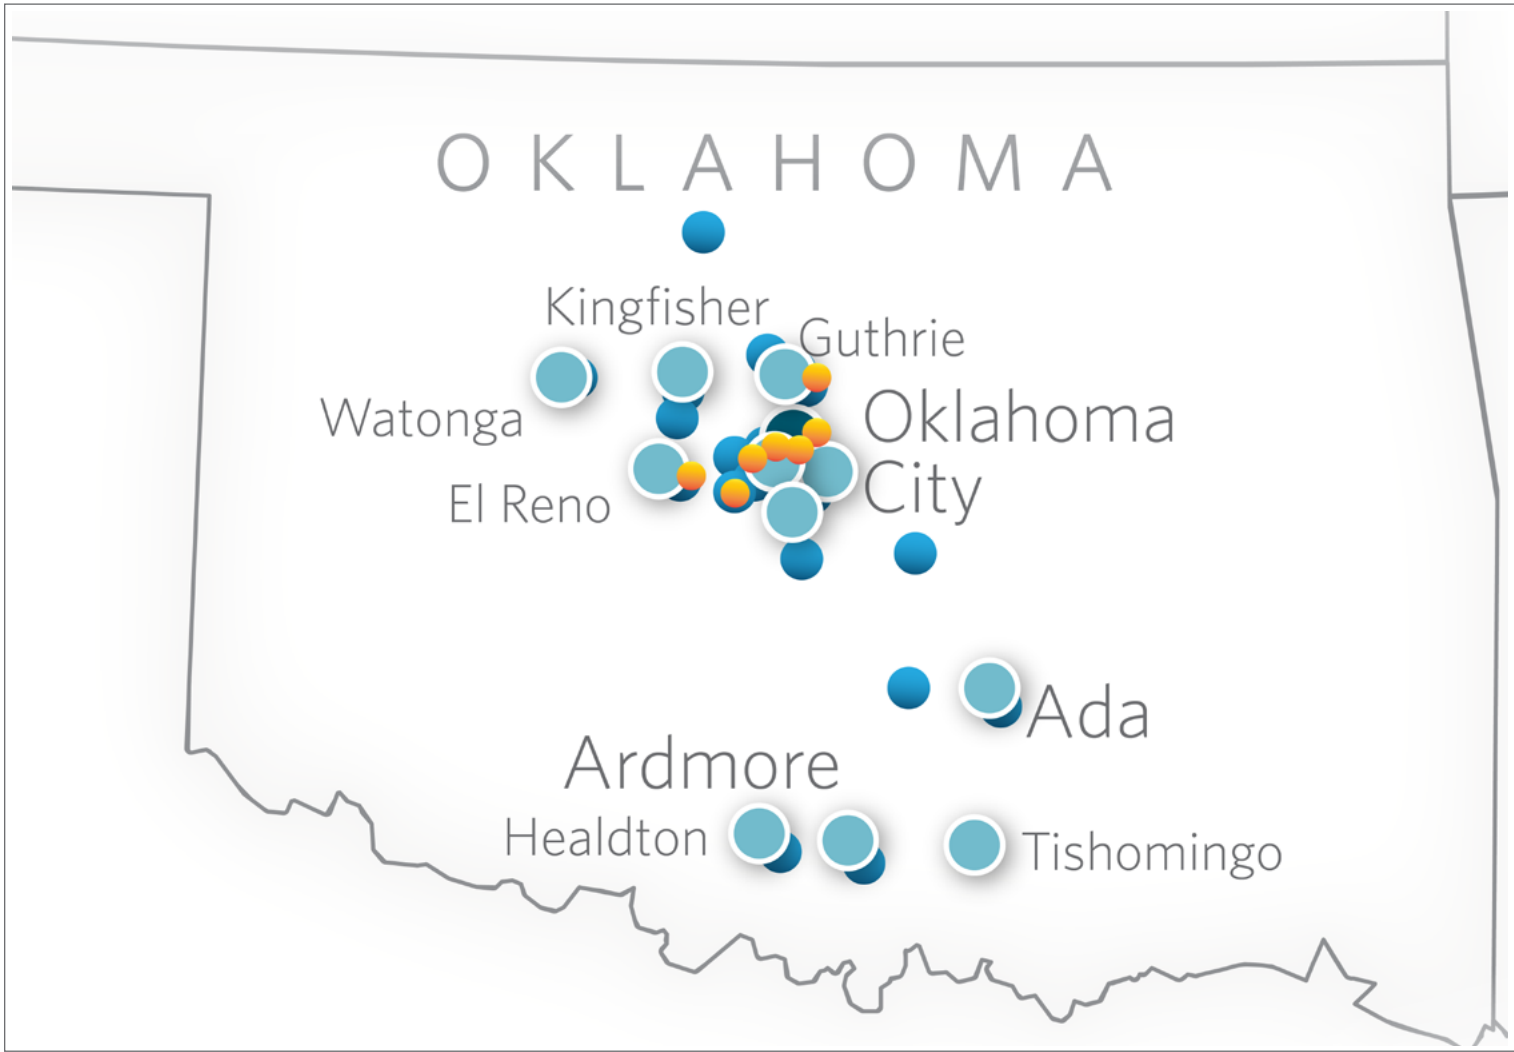 OKLAHOMA
Kingfisher
Guthrie
Watonga
Oklahoma
City
El Reno
Ada
Ardmore
Healdton
Tishomingo